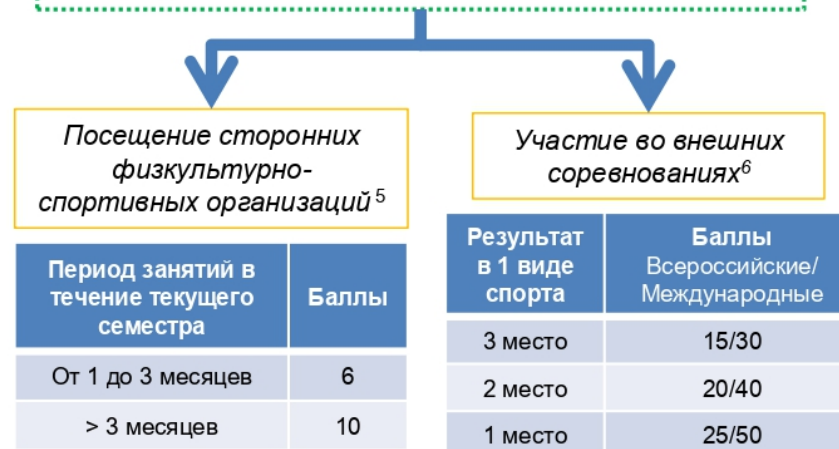 Посещение сторонних
физкультурно-
спортивных организаций 5
Период занятий в
течение текущего
семестра
Баллы
От 1 до 3 месяцев
6
> 3 месяцев
10
Участие во внешних
соревнованиях6
Результат
в 1 виде
спорта
Баллы
Всероссийские/
Международные
3 место
15/30
2 место
20/40
1 место
25/50